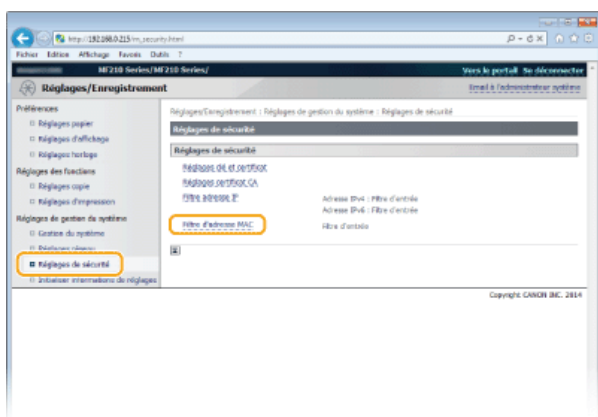 http://192.168.0.215/m_security.html
Fichier Edition Affichage Favoris Outils ?
MF210 Series/MF210 Series/
Vers le portail Se déconnecter
Réglages/Enregistrement
Email à l'administrateur système
Préférences
Réglages papier
Réglages d'affichage
Réglages horloge
Réglages des fonctions
Réglages copie
Réglages d'impression
Réglages de gestion du système
Gestion du système
Réglages réseau
Réglages de sécurité
Initialiser informations de réglages
Réglages/Enregistrement : Réglages de gestion du système : Réglages de sécurité
Réglages de sécurité
Réglages de sécurité
Réglages clé et certificat
Réglages certificat CA
Filtre adresse IP
Adresse IPv4 : Filtre d'entrée
Adresse IPv6 : Filtre d'entrée
Filtre d'adresse MAC
Filtre d'entrée
Copyright CANON INC. 2014